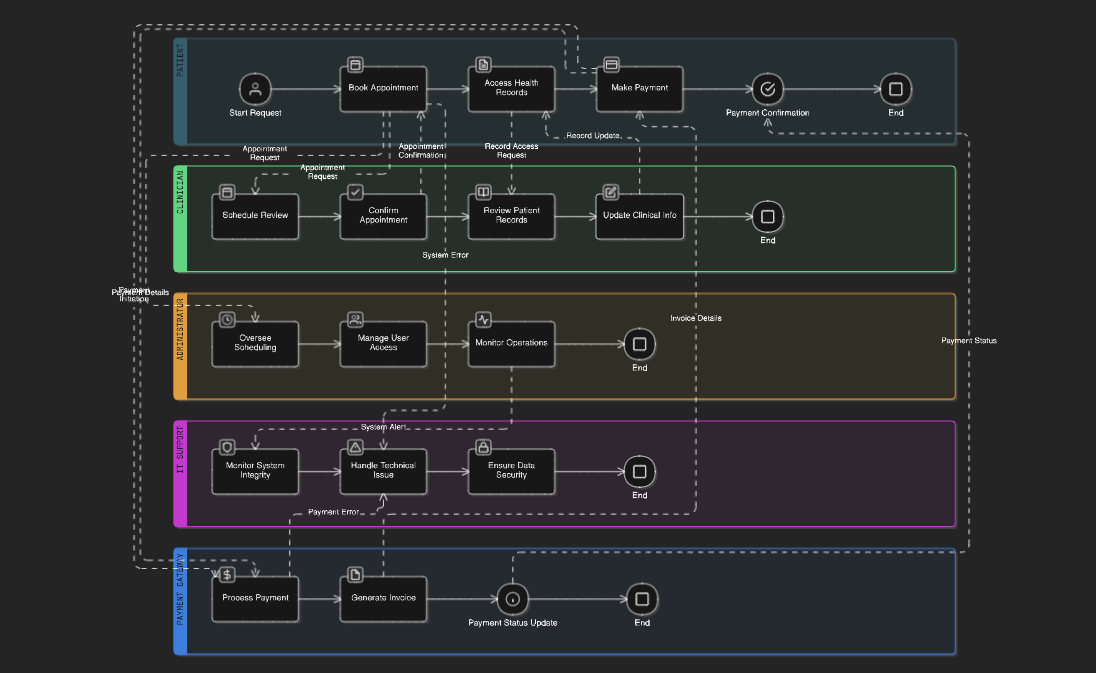 PATIENT
Book Appointment
Access Health
Records
Make Payment
Start Request
Payment Confirmation
End
Record Update
Appointment
Request
Appointment
Confirmation
Record Access
Request
Appointment
Request
CLINICIAN
Schedule Review
Confirm
Appointment
Review Patient
Records
Update Clinical Info
End
System Error
Payment
Initiation
Payment Details
ADMINISTRATOR
Oversee
Scheduling
Manage User
Access
Monitor Operations
End
Invoice Details
Payment Status
IT SUPPORT
System Alert
Monitor System
Integrity
Handle Technical
Issue
Ensure Data
Security
End
Payment Error
PAYMENT GATEWAY
Process Payment
Generate Invoice
Payment Status Update
End